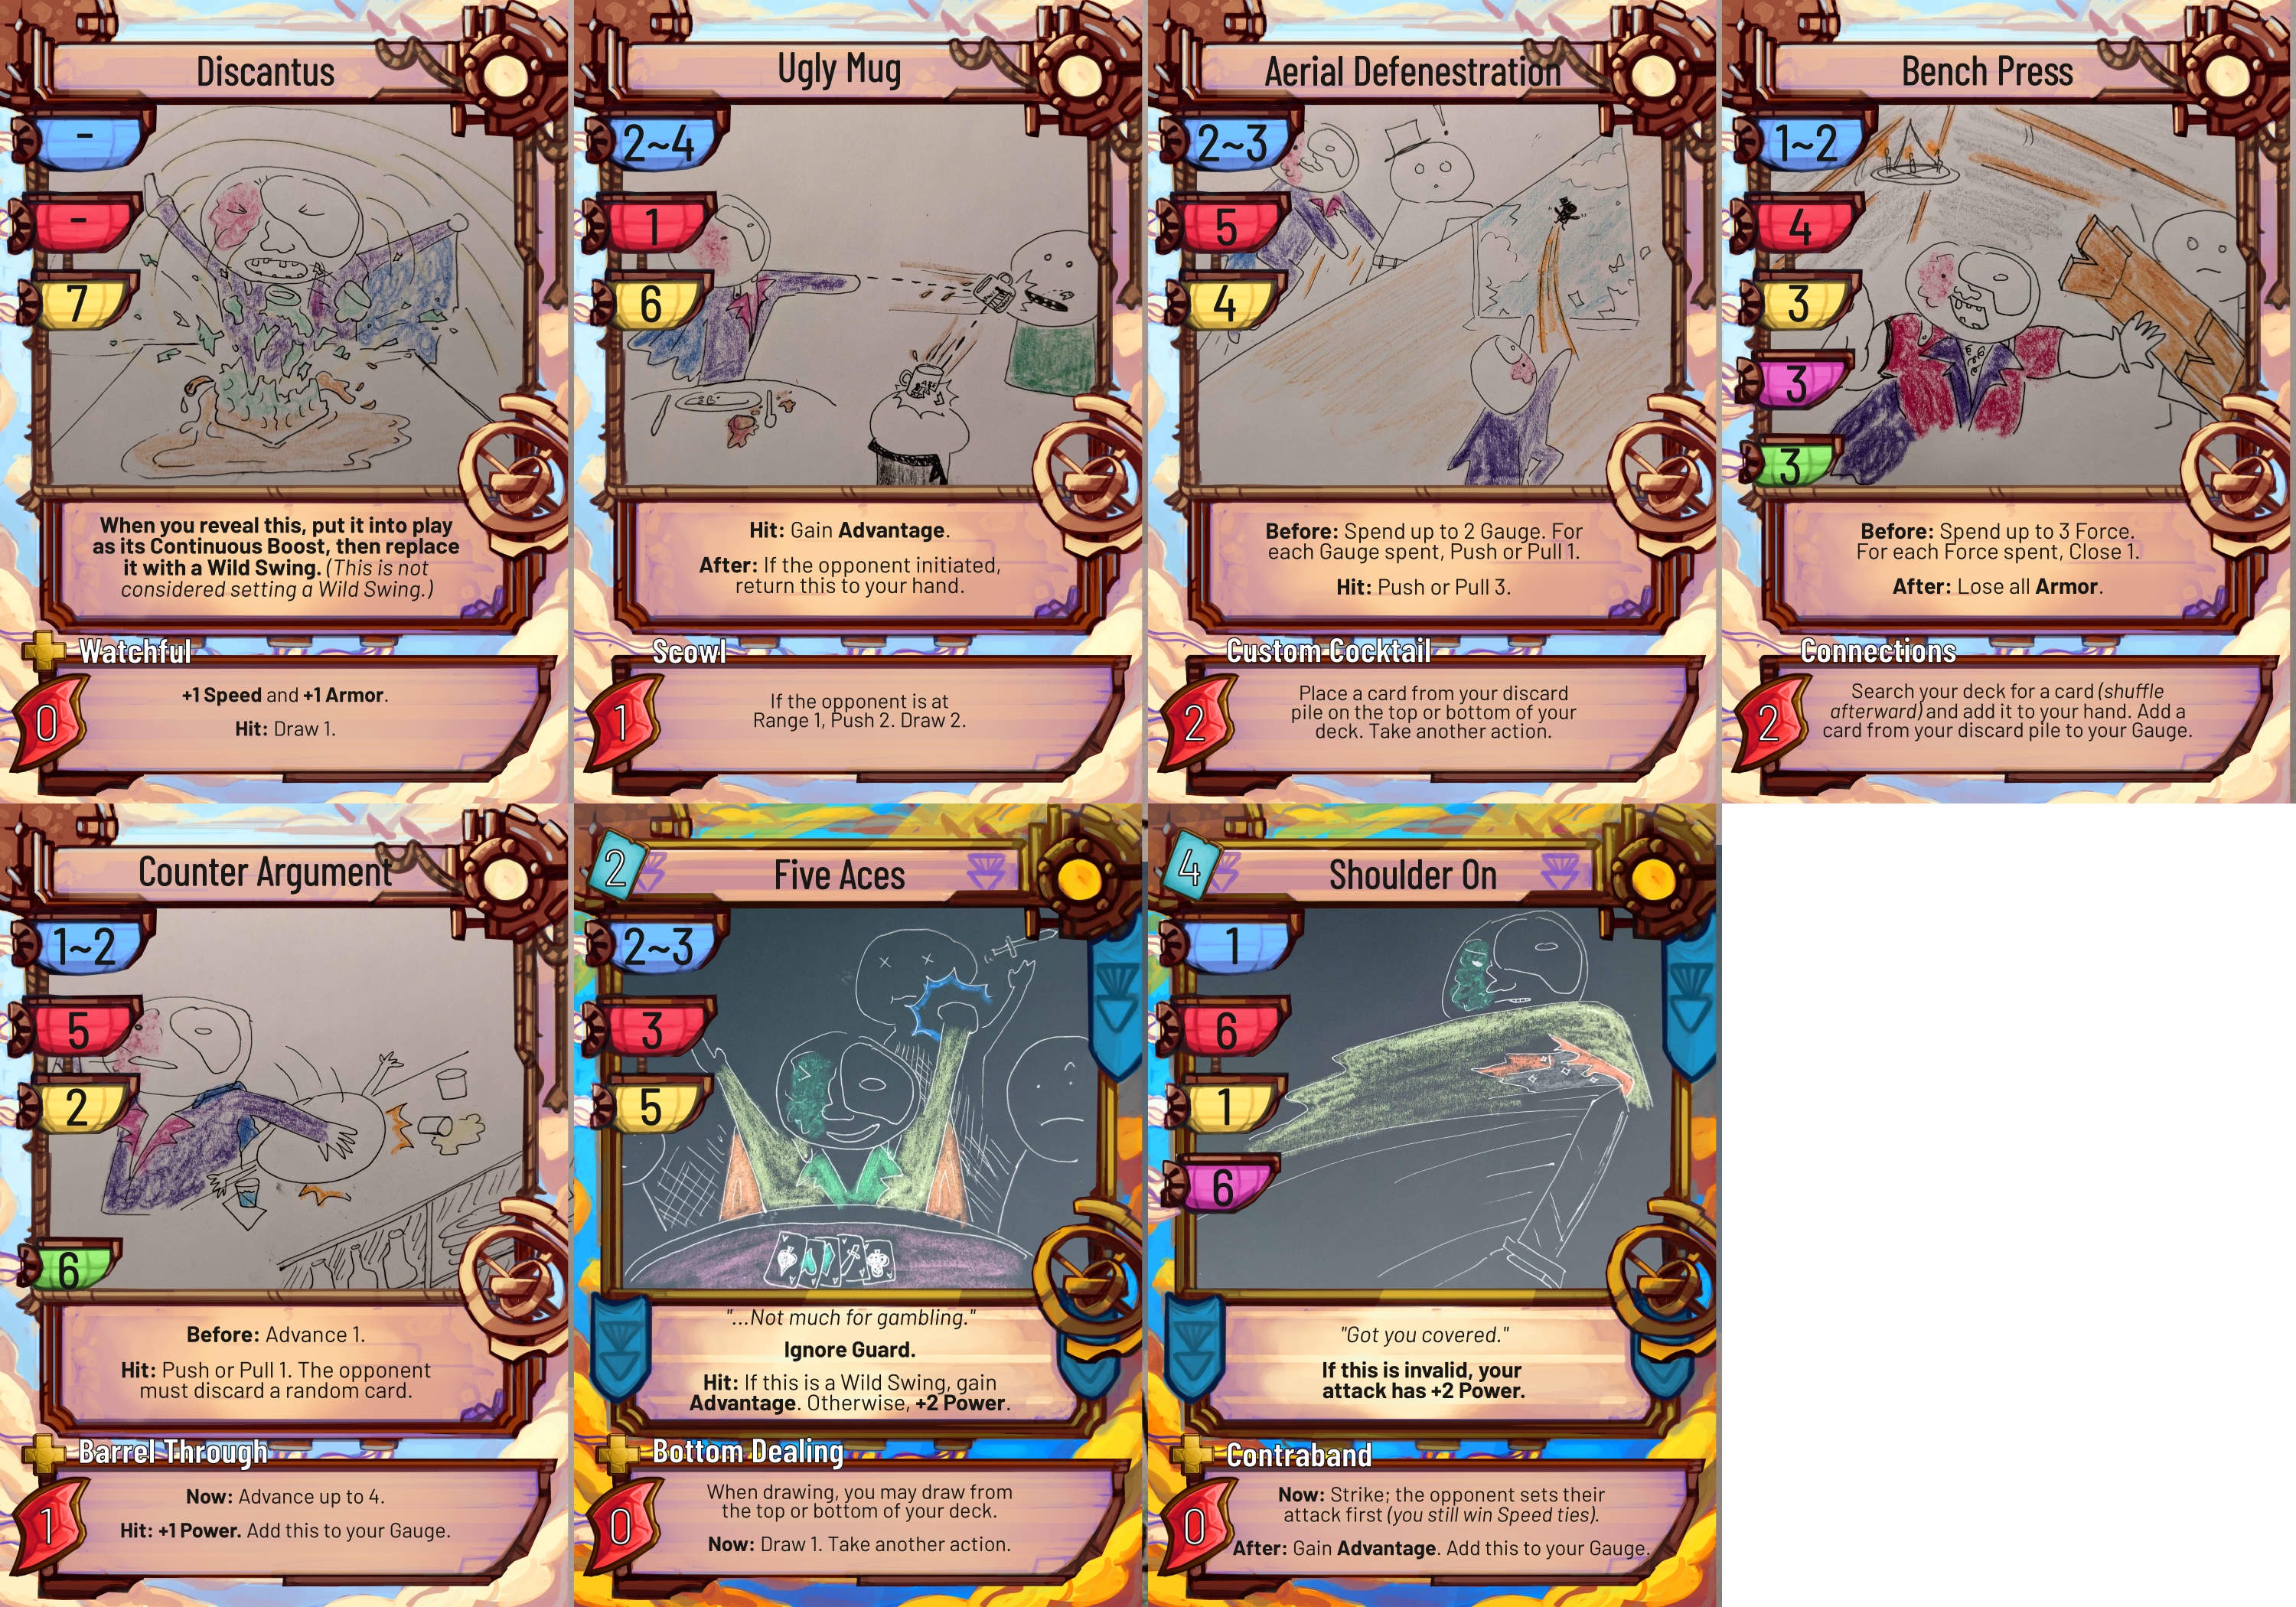 Discantus
-
-
7
When you reveal this, put it into play
as its Continuous Boost, then replace
it with a Wild Swing. (This is not
considered setting a Wild Swing.)
Watchful
0
+1 Speed and +1 Armor.
Hit: Draw 1.
Ugly Mug
2~4
1
6
Hit: Gain Advantage.
After: If the opponent initiated,
return this to your hand.
Scowl
1
If the opponent is at
Range 1, Push 2. Draw 2.
Aerial Defenestration
2~3
5
4
Before: Spend up to 2 Gauge. For
each Gauge spent, Push or Pull 1.
Hit: Push or Pull 3.
Custom Cocktail
2
Place a card from your discard
pile on the top or bottom of your
deck. Take another action.
Bench Press
1~2
4
3
3
3
Before: Spend up to 3 Force.
For each Force spent, Close 1.
After: Lose all Armor.
Connections
2
Search your deck for a card (shuffle
afterward) and add it to your hand. Add a
card from your discard pile to your Gauge.
Counter Argument
1~2
5
2
6
Before: Advance 1.
Hit: Push or Pull 1. The opponent
must discard a random card.
Barrel Through
1
Now: Advance up to 4.
Hit: +1 Power. Add this to your Gauge.
2
Five Aces
2~3
3
5
"...Not much for gambling."
Ignore Guard.
Hit: If this is a Wild Swing, gain
Advantage. Otherwise, +2 Power.
Bottom Dealing
0
When drawing, you may draw from
the top or bottom of your deck.
Now: Draw 1. Take another action.
4
Shoulder On
1
6
1
6
"Got you covered."
If this is invalid, your
attack has +2 Power.
Contraband
0
Now: Strike; the opponent sets their
attack first (you still win Speed ties).
After: Gain Advantage. Add this to your Gauge.